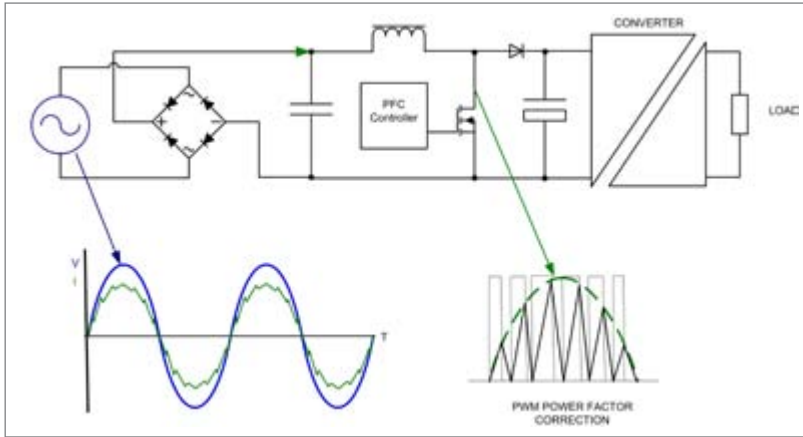 CONVERTER
PFC
Controller
LOAD
V
I
T
PWM POWER FACTOR
CORRECTION